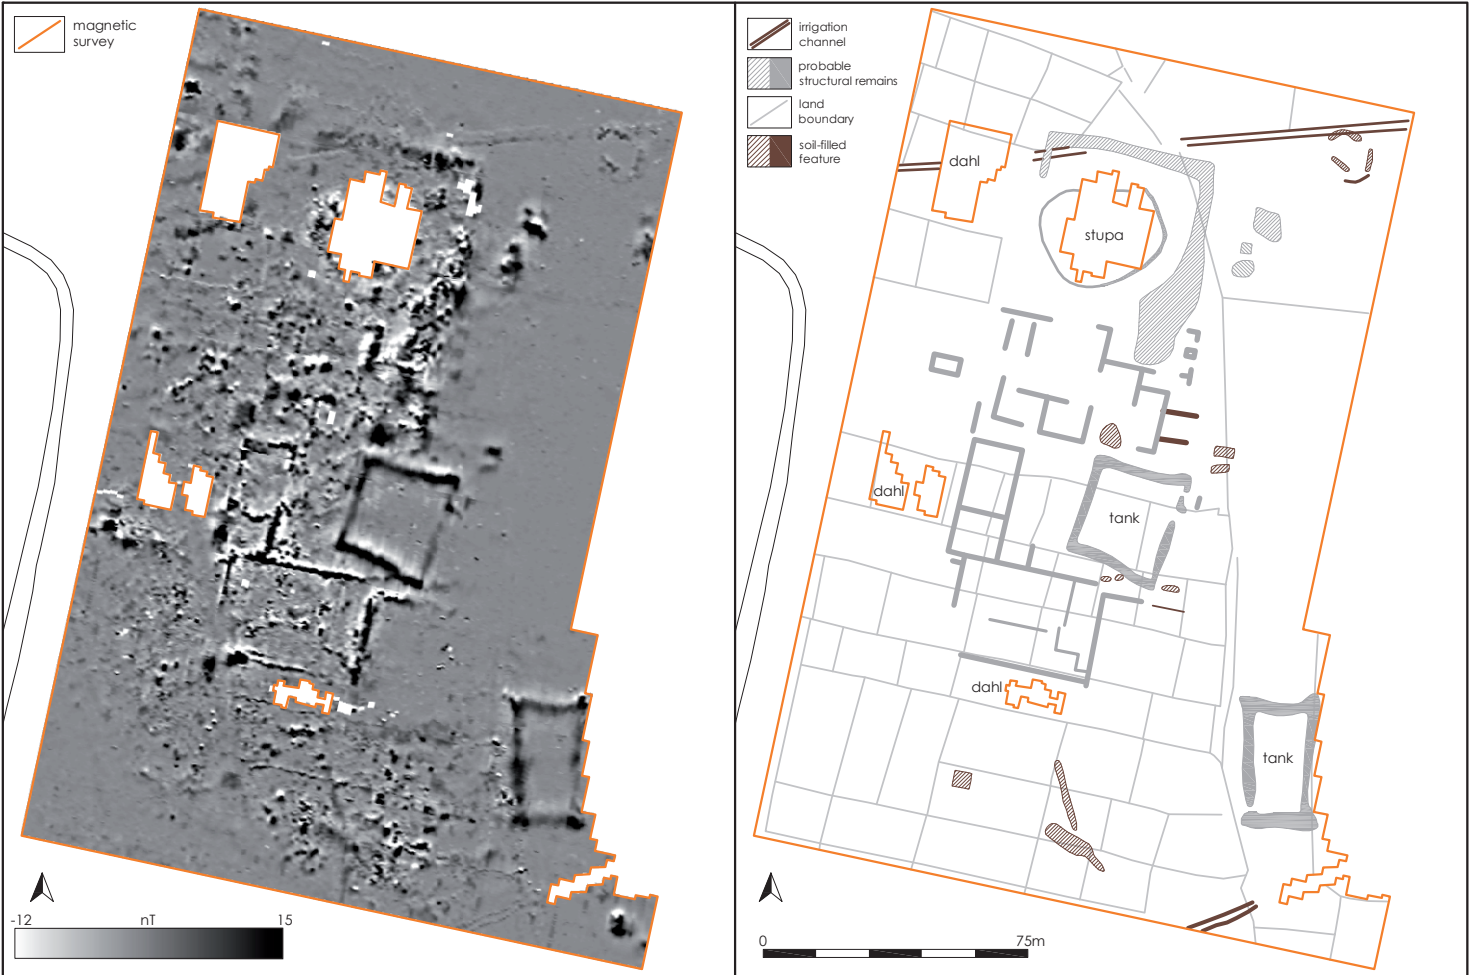 magnetic
survey
-12
nT
15
irrigation
channel
probable
structural remains
land
boundary
soil-filled
feature
dahl
stupa
dahl
tank
dahl
tank
0
75m